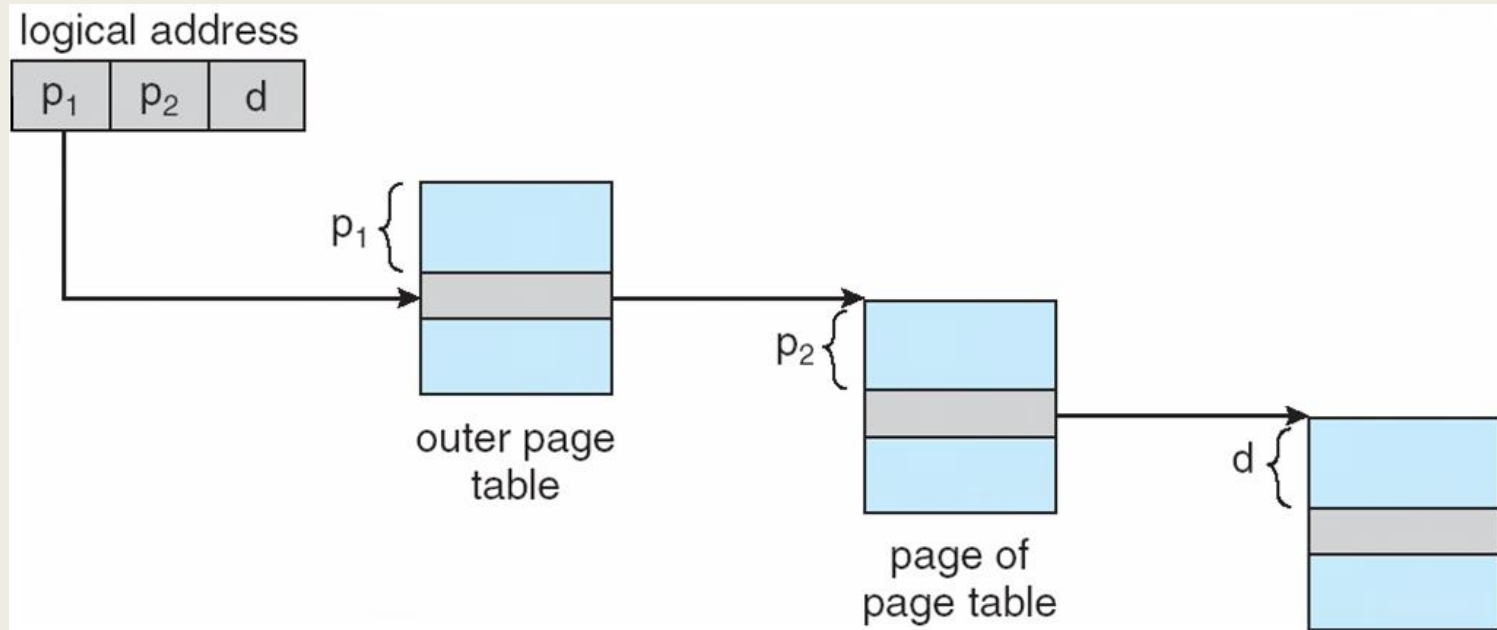 logical address
p₁ p₂ d
p₁
outer page
table
p₂
page of
page table
d